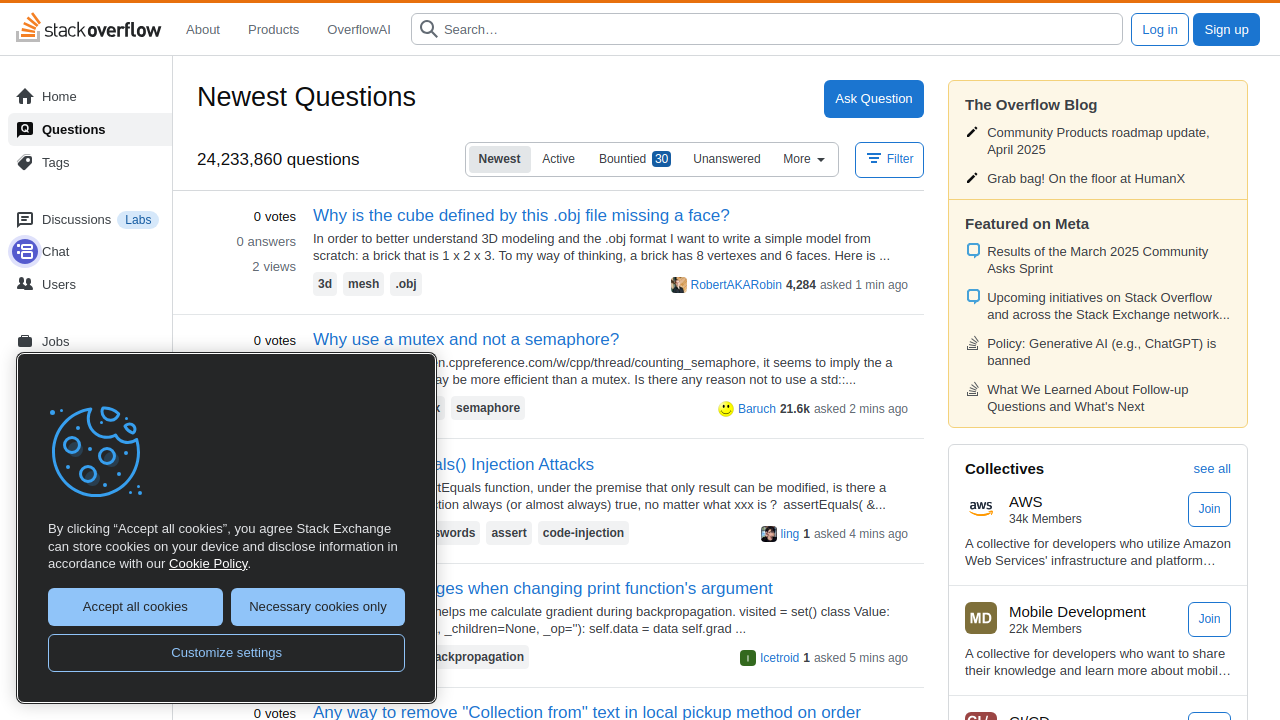 stack overflow
About
Products
OverflowAI
Search…
Log in
Sign up
Home
Questions
Tags
Discussions
Labs
Chat
Users
Jobs
Newest Questions
Ask Question
24,233,860 questions
Newest
Active
Bountied 30
Unanswered
More
Filter
0 votes
0 answers
2 views
Why is the cube defined by this .obj file missing a face?
In order to better understand 3D modeling and the .obj format I want to write a simple model from
scratch: a brick that is 1 x 2 x 3. To my way of thinking, a brick has 8 vertexes and 6 faces. Here is ...
3d
mesh
.obj
RobertAKARobin 4,284 asked 1 min ago
0 votes
Why use a mutex and not a semaphore?
n.cppreference.com/w/cpp/thread/counting_semaphore, it seems to imply the a
ay be more efficient than a mutex. Is there any reason not to use a std::...
x
semaphore
Baruch 21.6k asked 2 mins ago
als() Injection Attacks
tEquals function, under the premise that only result can be modified, is there a
tion always (or almost always) true, no matter what xxx is？ assertEquals( &...
swords
assert
code-injection
ling 1 asked 4 mins ago
ges when changing print function's argument
helps me calculate gradient during backpropagation. visited = set() class Value:
, _children=None, _op=''): self.data = data self.grad ...
ackpropagation
Icetroid 1 asked 5 mins ago
0 votes
Any way to remove "Collection from" text in local pickup method on order
The Overflow Blog
Community Products roadmap update,
April 2025
Grab bag! On the floor at HumanX
Featured on Meta
Results of the March 2025 Community
Asks Sprint
Upcoming initiatives on Stack Overflow
and across the Stack Exchange network...
Policy: Generative AI (e.g., ChatGPT) is
banned
What We Learned About Follow-up
Questions and What's Next
Collectives
see all
aws
AWS
34k Members
Join
A collective for developers who utilize Amazon
Web Services' infrastructure and platform…
MD
Mobile Development
22k Members
Join
A collective for developers who want to share
their knowledge and learn more about mobil…
By clicking “Accept all cookies”, you agree Stack Exchange
can store cookies on your device and disclose information in
accordance with our Cookie Policy.
Accept all cookies
Necessary cookies only
Customize settings